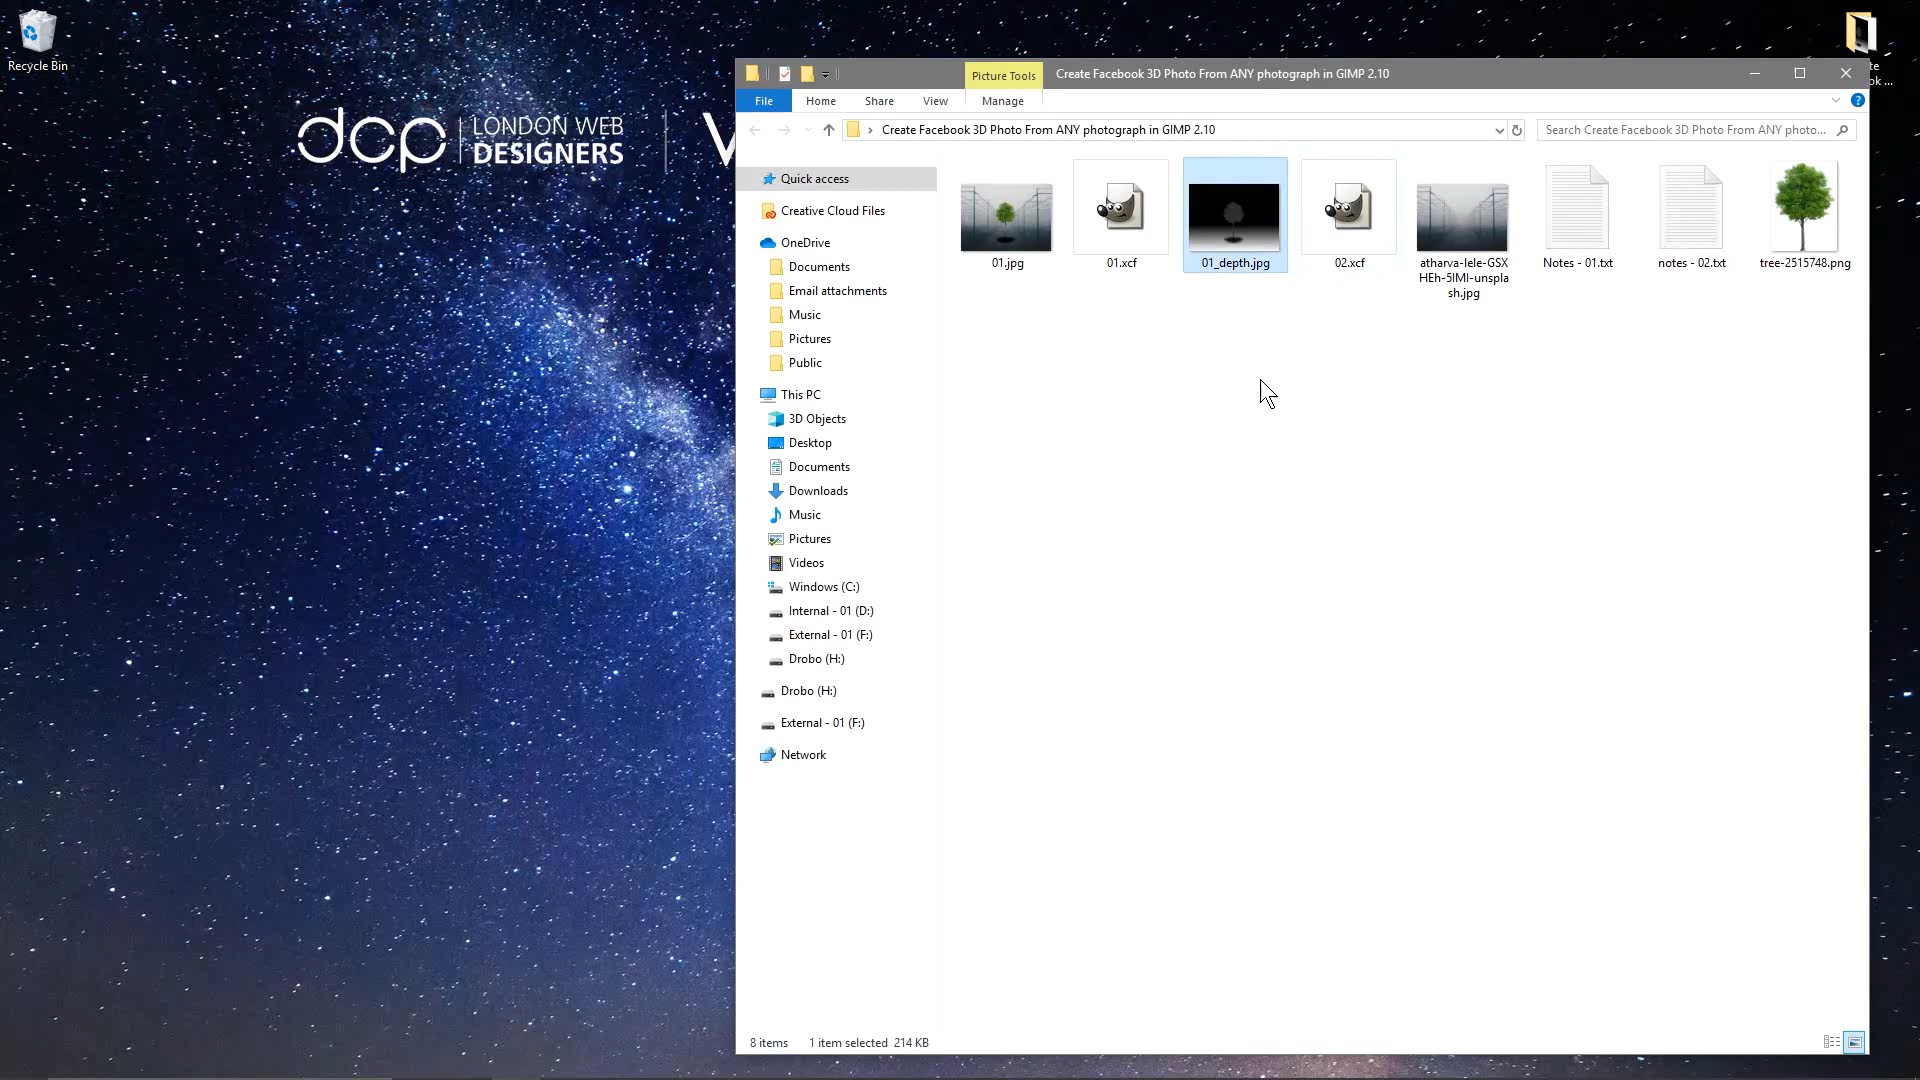 Recycle Bin
dcp LONDON WEB DESIGNERS
Picture Tools
Create Facebook 3D Photo From ANY photograph in GIMP 2.10
File
Home
Share
View
Manage
Create Facebook 3D Photo From ANY photograph in GIMP 2.10
Search Create Facebook 3D Photo From ANY photo...
Quick access
Creative Cloud Files
OneDrive
Documents
Email attachments
Music
Pictures
Public
This PC
3D Objects
Desktop
Documents
Downloads
Music
Pictures
Videos
Windows (C:)
Internal - 01 (D:)
External - 01 (F:)
Drobo (H:)
Drobo (H:)
External - 01 (F:)
Network
01.jpg
01.xcf
01_depth.jpg
02.xcf
atharva-lele-GSX
HEh-5lMI-unspla
sh.jpg
Notes - 01.txt
notes - 02.txt
tree-2515748.png
8 items
1 item selected 214 KB